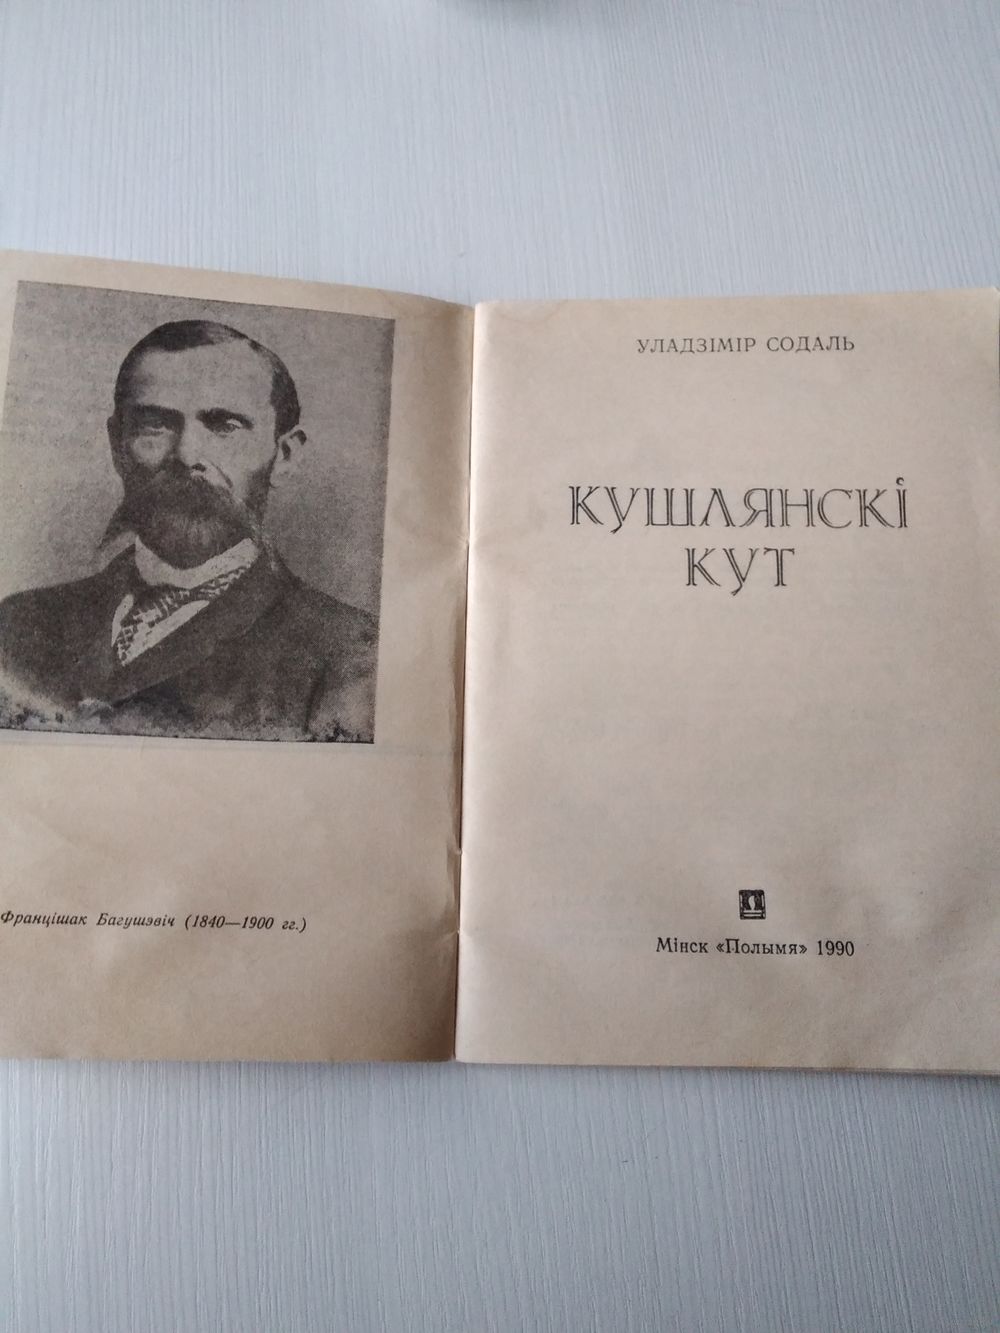 Францішак Багушэвіч (1840—1900 гг.)
УЛАДЗІМІР СОДАЛЬ
КУШЛЯНСКІ
КУТ
Мінск «Полымя» 1990